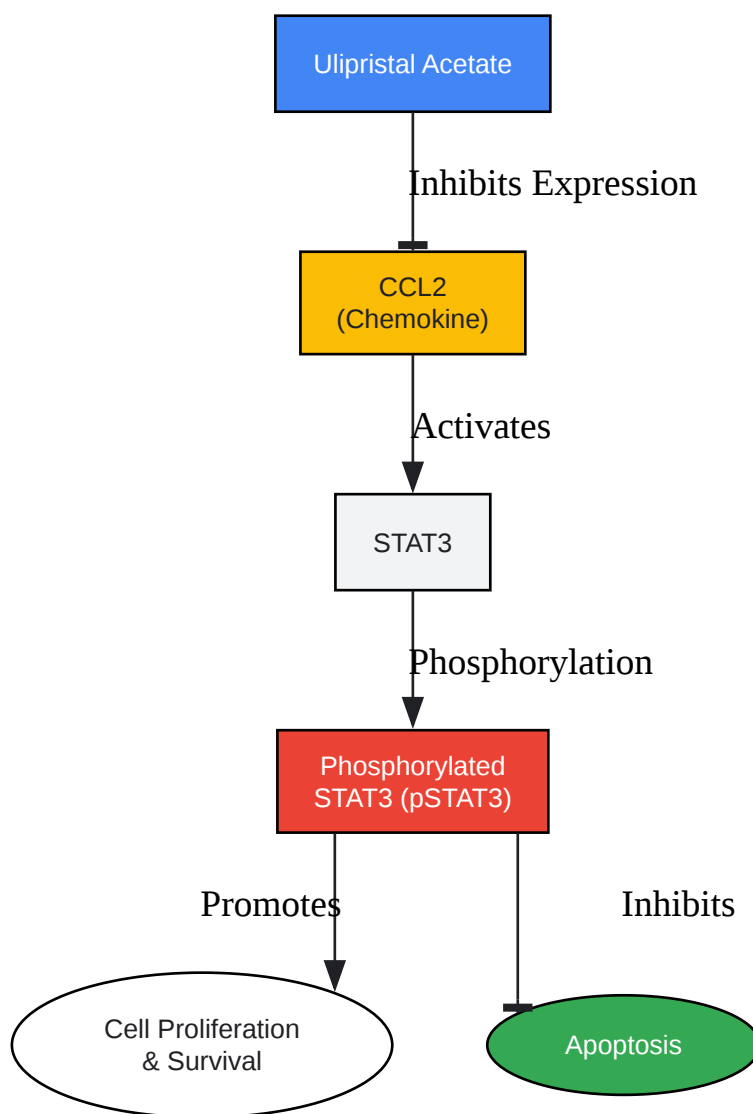 Ulipristal Acetate
Inhibits Expression
CCL2
(Chemokine)
Activates
STAT3
Phosphorylation
Phosphorylated
STAT3 (pSTAT3)
Promotes
Inhibits
Cell Proliferation
& Survival
Apoptosis